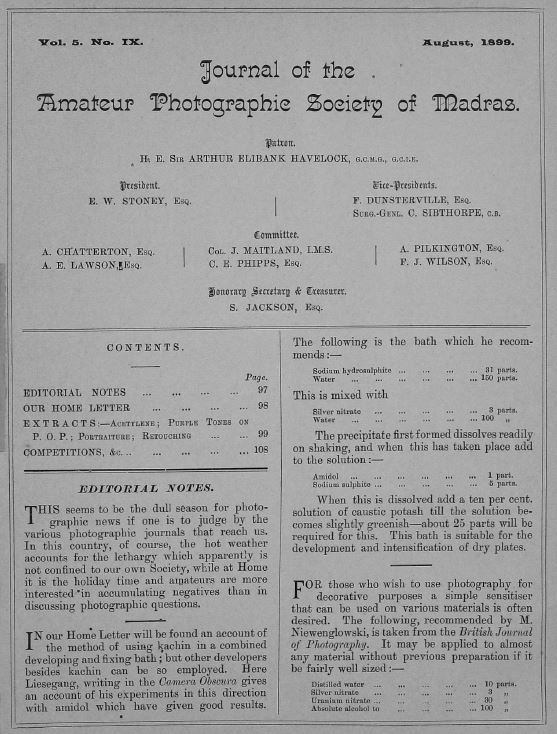 Vol. 5. No. IX.
August, 1899.
Journal of the
Amateur Photographic Society of Madras.
Patron.
H. E. SIR ARTHUR ELIBANK HAVELOCK, G.C.M.G., G.C.I.E.
President.
E. W. STONEY, ESQ.
Vice-Presidents.
F. DUNSTERVILLE, ESQ.
SURG.-GENL. C. SIBTHORPE, C.B.
Committee.
A. CHATTERTON, ESQ.
A. E. LAWSON, ESQ.
COL. J. MAITLAND, I.M.S.
C. E. PHIPPS, ESQ.
A. PILKINGTON, ESQ.
F. J. WILSON, ESQ.
Honorary Secretary & Treasurer.
S. JACKSON, ESQ.
CONTENTS.
Page.
EDITORIAL NOTES ... ... ... ... 97
OUR HOME LETTER ... ... ... ... 98
EXTRACTS:—ACETYLENE; PURPLE TONES ON
P. O. P.; PORTRAITURE; RETOUCHING ... ... 99
COMPETITIONS, &c. .. ... ... ... ... 108
EDITORIAL NOTES.
THIS seems to be the dull season for photo-
graphic news if one is to judge by the
various photographic journals that reach us.
In this country, of course, the hot weather
accounts for the lethargy which apparently is
not confined to our own Society, while at Home
it is the holiday time and amateurs are more
interested in accumulating negatives than in
discussing photographic questions.
IN our Home Letter will be found an account of
the method of using kachin in a combined
developing and fixing bath; but other developers
besides kachin can be so employed. Here
Liesegang, writing in the Camera Obscura gives
an account of his experiments in this direction
with amidol which have given good results.
The following is the bath which he recom-
mends:—
Sodium hydrosulphite ... ... ... ... 31 parts.
Water ... ... ... ... ... ... 150 parts.
This is mixed with
Silver nitrate ... ... ... ... ... 3 parts.
Water ... ... ... ... ... ... 100 „
The precipitate first formed dissolves readily
on shaking, and when this has taken place add
to the solution:—
Amidol ... ... ... ... ... ... 1 part.
Sodium sulphite ... ... ... ... ... 5 parts.
When this is dissolved add a ten per cent.
solution of caustic potash till the solution be-
comes slightly greenish—about 25 parts will be
required for this. This bath is suitable for the
development and intensification of dry plates.
FOR those who wish to use photography for
decorative purposes a simple sensitiser
that can be used on various materials is often
desired. The following, recommended by M.
Niewenglowski, is taken from the British Journal
of Photography. It may be applied to almost
any material without previous preparation if it
be fairly well sized:—
Distilled water ... ... ... ... ... 10 parts.
Silver nitrate ... ... ... ... ... 3 „
Uranium nitrate ... ... ... ... ... 30 „
Absolute alcohol to ... ... ... ... 100 „